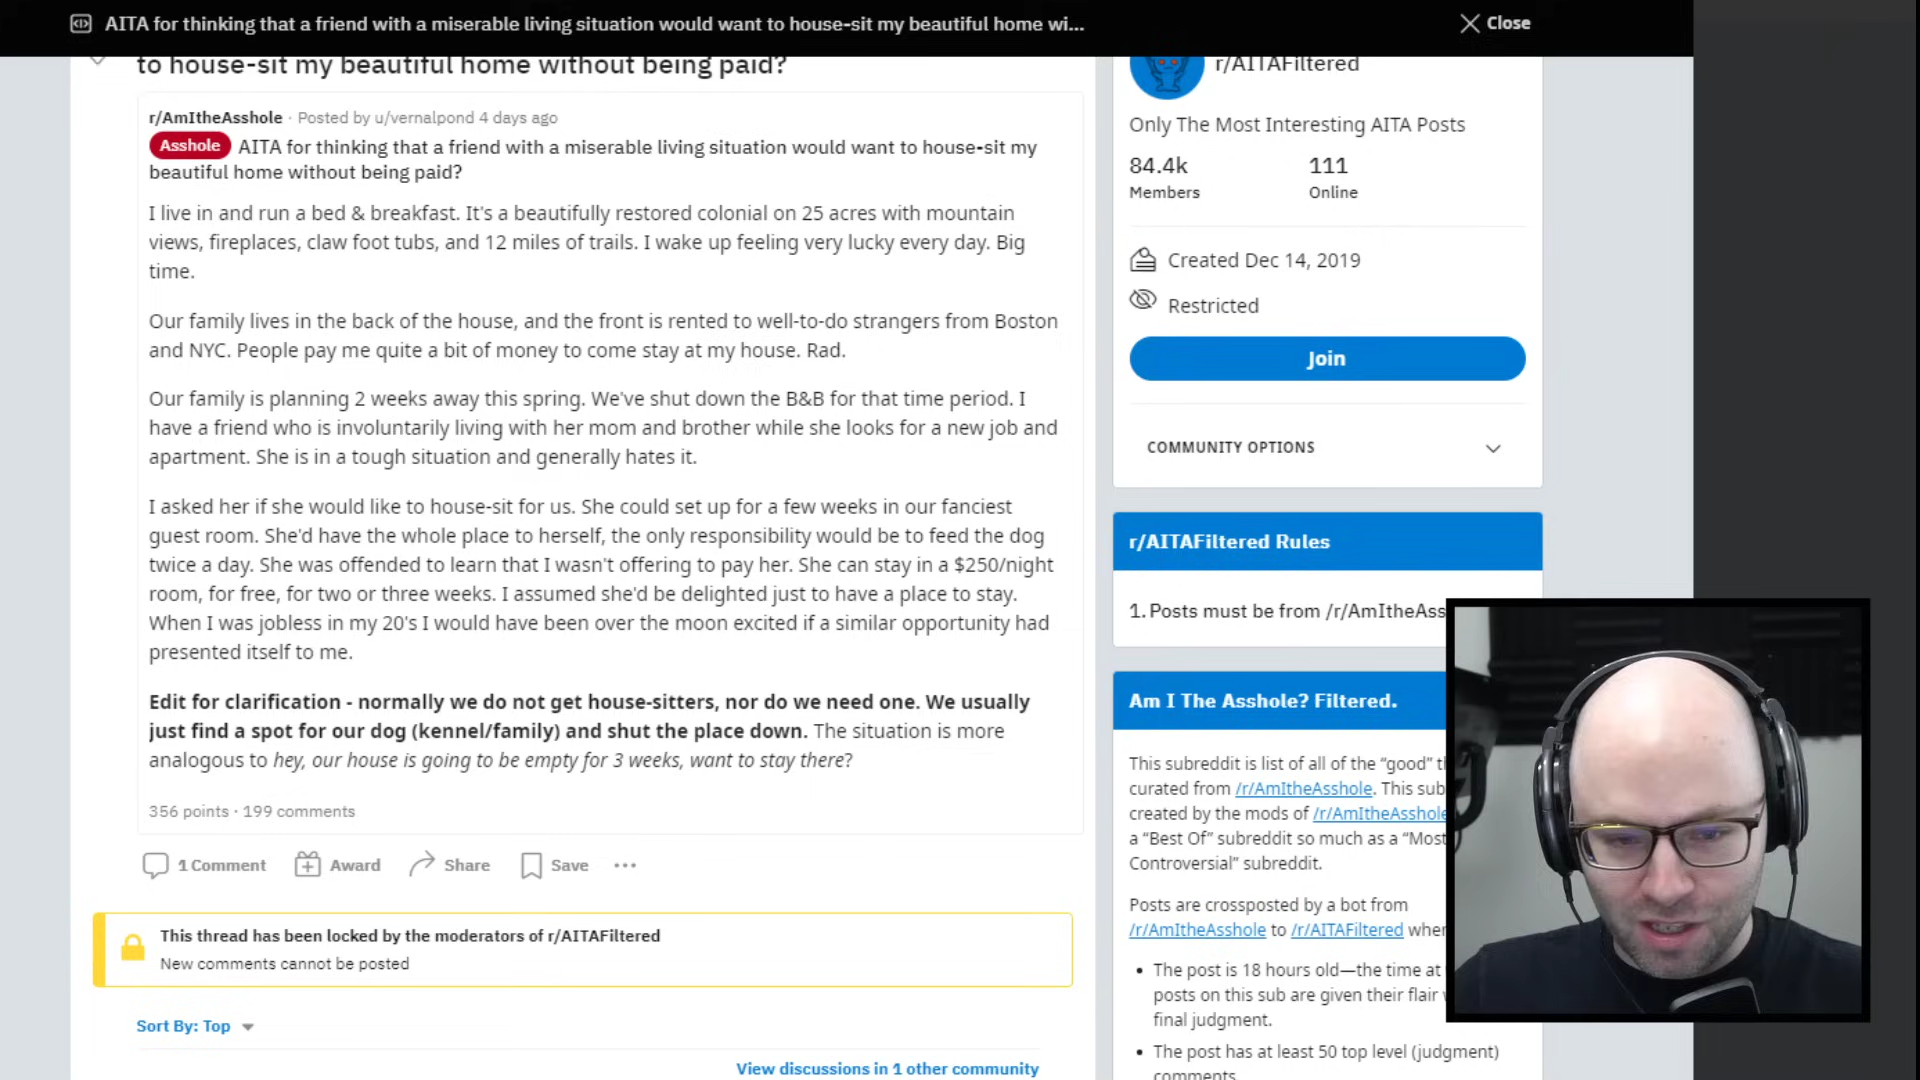 AITA for thinking that a friend with a miserable living situation would want to house-sit my beautiful home wi...
Close
to house-sit my beautiful home without being paid?
r/AmItheAsshole · Posted by u/vernalpond 4 days ago
Asshole AITA for thinking that a friend with a miserable living situation would want to house-sit my
beautiful home without being paid?
I live in and run a bed & breakfast. It's a beautifully restored colonial on 25 acres with mountain
views, fireplaces, claw foot tubs, and 12 miles of trails. I wake up feeling very lucky every day. Big
time.
Our family lives in the back of the house, and the front is rented to well-to-do strangers from Boston
and NYC. People pay me quite a bit of money to come stay at my house. Rad.
Our family is planning 2 weeks away this spring. We've shut down the B&B for that time period. I
have a friend who is involuntarily living with her mom and brother while she looks for a new job and
apartment. She is in a tough situation and generally hates it.
I asked her if she would like to house-sit for us. She could set up for a few weeks in our fanciest
guest room. She'd have the whole place to herself, the only responsibility would be to feed the dog
twice a day. She was offended to learn that I wasn't offering to pay her. She can stay in a $250/night
room, for free, for two or three weeks. I assumed she'd be delighted just to have a place to stay.
When I was jobless in my 20's I would have been over the moon excited if a similar opportunity had
presented itself to me.
Edit for clarification - normally we do not get house-sitters, nor do we need one. We usually
just find a spot for our dog (kennel/family) and shut the place down. The situation is more
analogous to hey, our house is going to be empty for 3 weeks, want to stay there?
356 points · 199 comments
1 Comment
Award
Share
Save
This thread has been locked by the moderators of r/AITAFiltered
New comments cannot be posted
Sort By: Top
View discussions in 1 other community
r/AITAFiltered
Only The Most Interesting AITA Posts
84.4k 111
Members Online
Created Dec 14, 2019
Restricted
Join
COMMUNITY OPTIONS
r/AITAFiltered Rules
1. Posts must be from /r/AmItheAss
Am I The Asshole? Filtered.
This subreddit is list of all of the “good” t
curated from /r/AmItheAsshole. This sub
created by the mods of /r/AmItheAsshole
a “Best Of” subreddit so much as a “Most
Controversial” subreddit.
Posts are crossposted by a bot from
/r/AmItheAsshole to /r/AITAFiltered when
• The post is 18 hours old—the time at
posts on this sub are given their flair
final judgment.
• The post has at least 50 top level (judgment)
comments